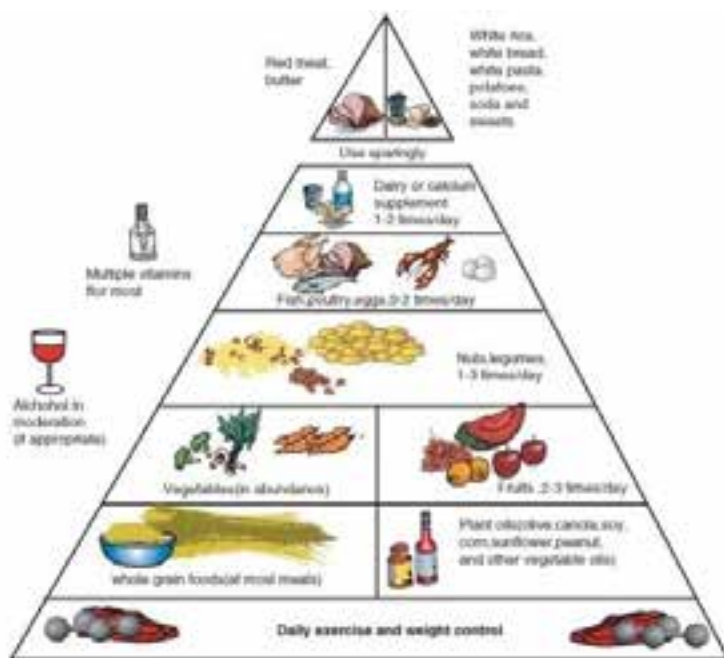 Red meat,
butter
White rice,
white bread,
white pasta,
potatoes,
soda and
sweets
Use sparingly
Dairy or calcium
supplement
1-2 times/day
Multiple vitamins
for most
Fish,poultry,eggs,0-2 times/day
Nuts,legumes,
1-3 times/day
Alchohol in
moderation
(if appropriate)
Vegetables(in abundance)
Fruits ,2-3 times/day
whole grain foods(at most meals)
Plant oils(olive,canola,soy,
corn,sunflower,peanut,
and other vegetable oils)
Daily exercise and weight control